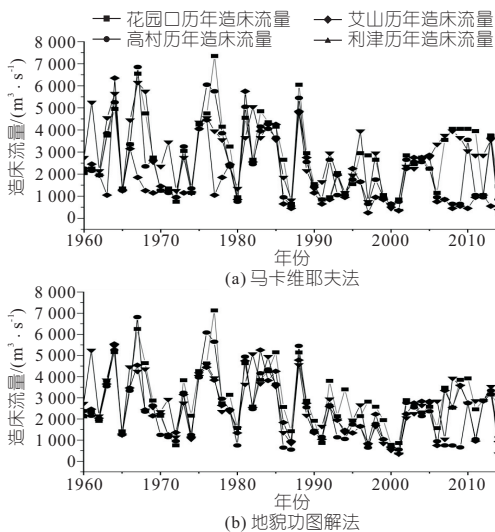 花园口历年造床流量 艾山历年造床流量
高村历年造床流量 利津历年造床流量
造床流量/(m³·s⁻¹)
8 000
7 000
6 000
5 000
4 000
3 000
2 000
1 000
0
1960 1970 1980 1990 2000 2010
年份
(a) 马卡维耶夫法
造床流量/(m³·s⁻¹)
8 000
7 000
6 000
5 000
4 000
3 000
2 000
1 000
0
1960 1970 1980 1990 2000 2010
年份
(b) 地貌功图解法